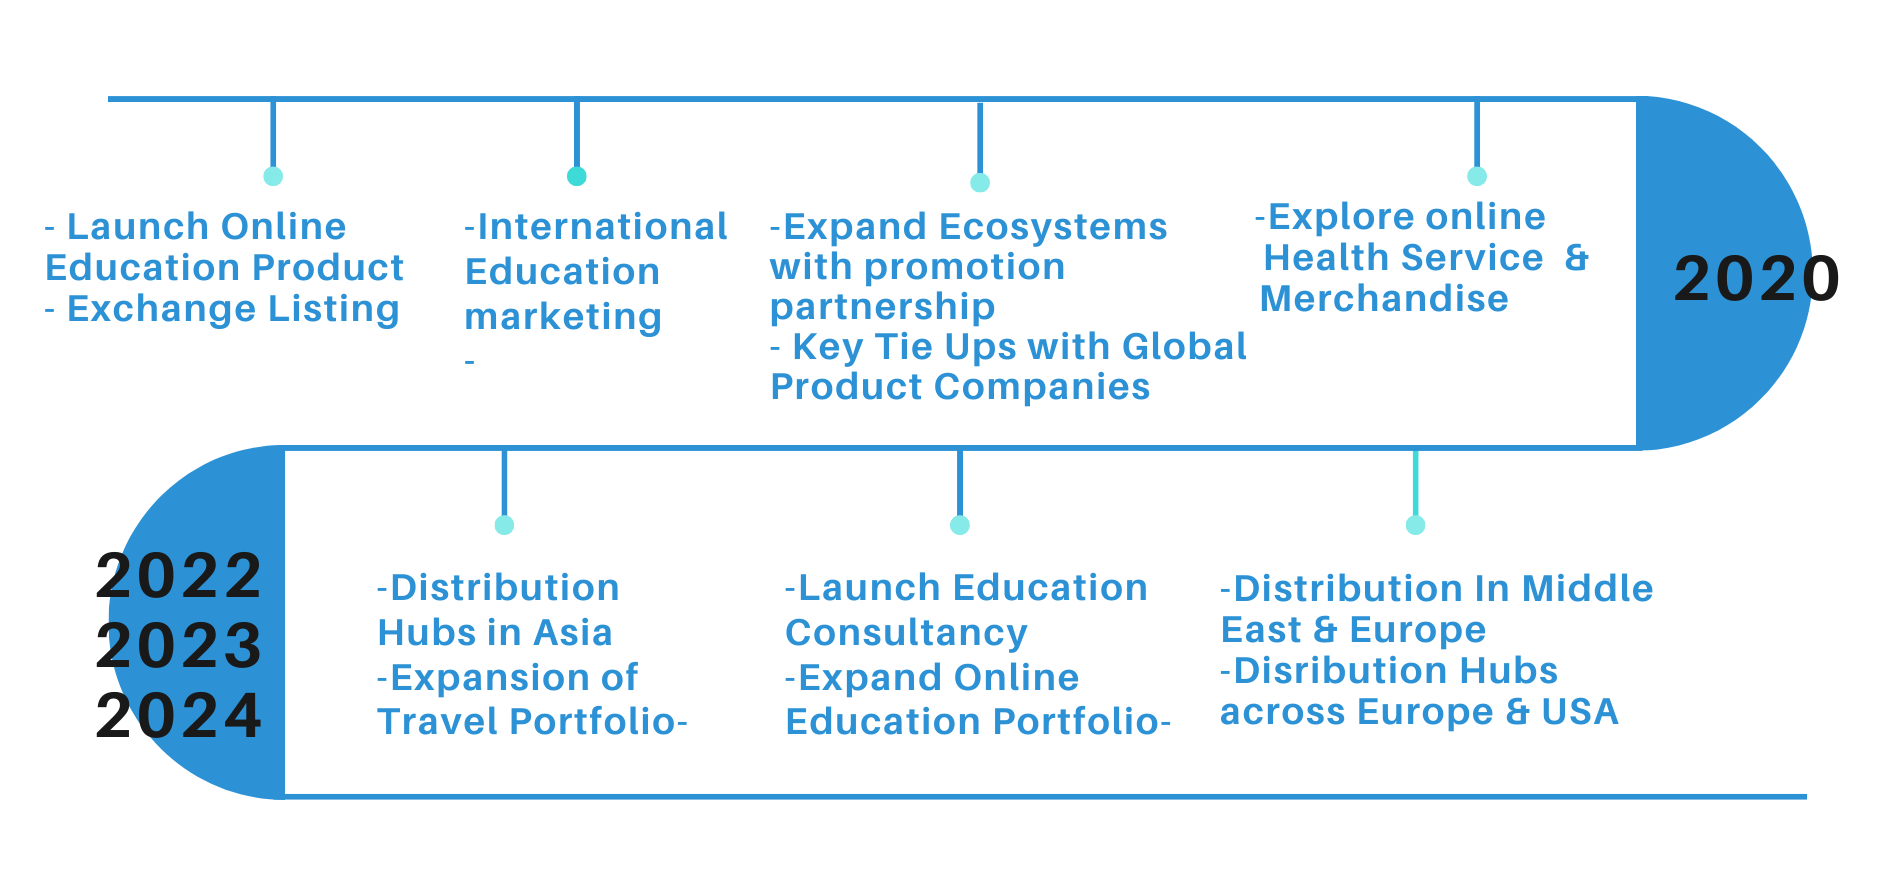 - Launch Online
Education Product
- Exchange Listing
-International
Education
marketing
-
-Expand Ecosystems
with promotion
partnership
- Key Tie Ups with Global
Product Companies
-Explore online
Health Service &
Merchandise
2020
2022
2023
2024
-Distribution
Hubs in Asia
-Expansion of
Travel Portfolio-
-Launch Education
Consultancy
-Expand Online
Education Portfolio-
-Distribution In Middle
East & Europe
-Disribution Hubs
across Europe & USA